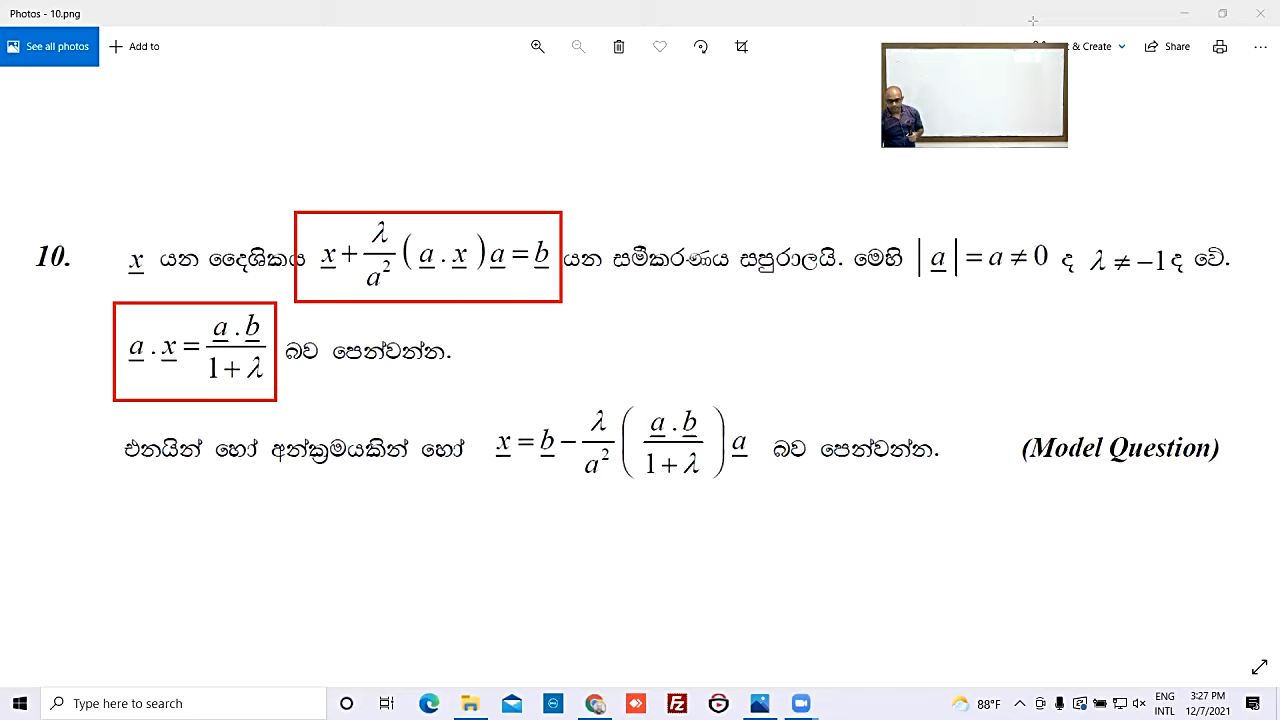 Photos - 10.png
See all photos
Add to
& Create
Share
10. x යන දෛශිකය x + λ/a² (a . x) a = b යන සමීකරණය සපුරාලයි. මෙහි |a| = a ≠ 0 ද λ ≠ −1 ද වේ.
a . x = a . b / 1 + λ බව පෙන්වන්න.
එනයින් හෝ අන්ක්‍රමයකින් හෝ x = b − λ/a² (a . b / 1 + λ) a බව පෙන්වන්න. (Model Question)
Type here to search
88°F
ENG
INTL
3:27 PM
12/7/2021